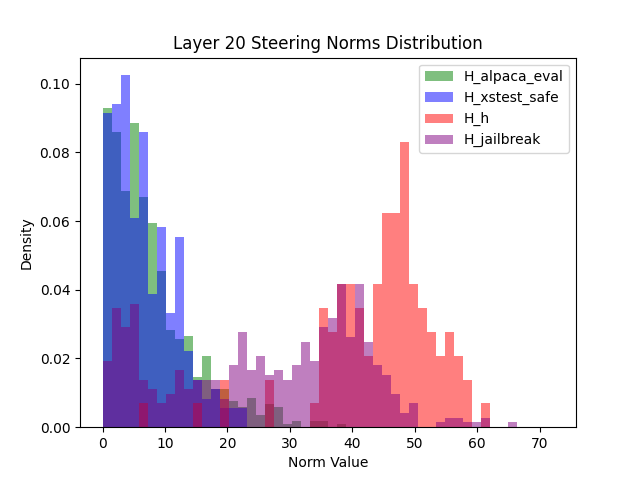 Layer 20 Steering Norms Distribution
H_alpaca_eval
H_xstest_safe
H_h
H_jailbreak
0.10
0.08
0.06
0.04
0.02
0.00
Density
0 10 20 30 40 50 60 70
Norm Value